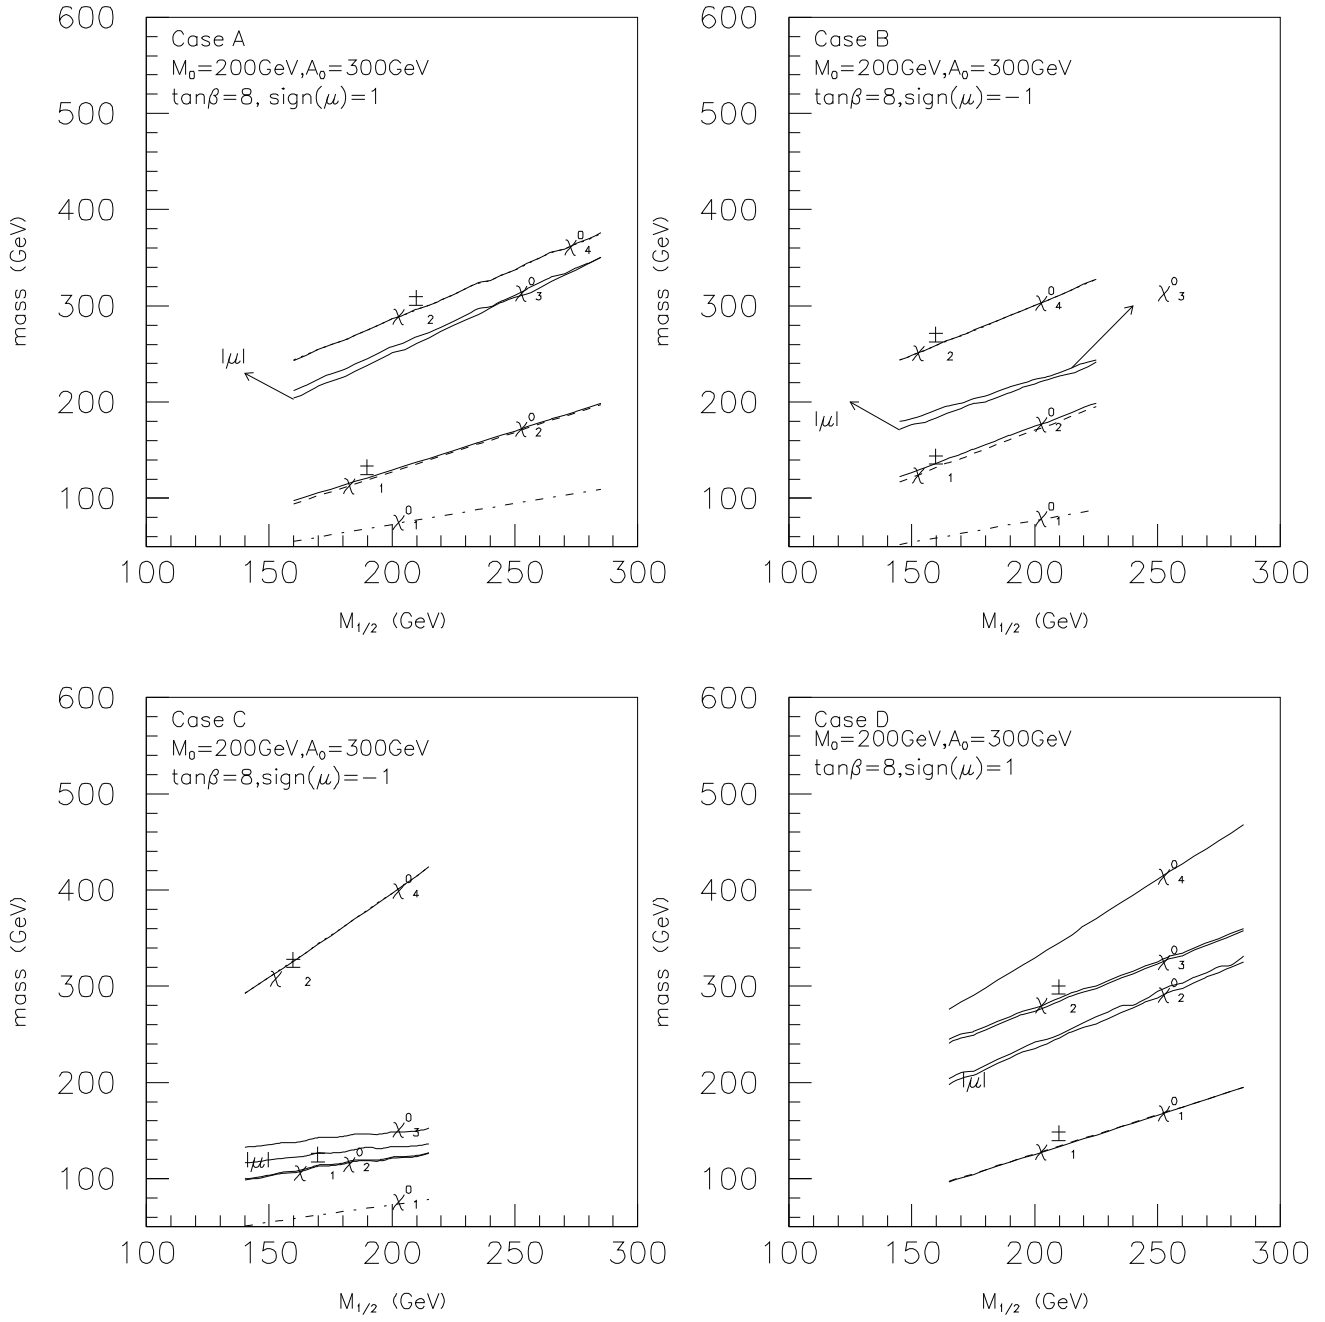 600
Case A
M₀=200GeV,A₀=300GeV
tanβ=8, sign(μ)=1
500
400
mass (GeV)
χ⁰₄
300
χ±₂
χ⁰₃
|μ|
200
χ⁰₂
χ±₁
100
χ⁰₁
100 150 200 250 300
M₁/₂ (GeV)
600
Case B
M₀=200GeV,A₀=300GeV
tanβ=8,sign(μ)=−1
500
400
mass (GeV)
300
χ⁰₄
χ⁰₃
χ±₂
200
|μ|
χ⁰₂
χ±₁
100
χ⁰₁
100 150 200 250 300
M₁/₂ (GeV)
600
Case C
M₀=200GeV,A₀=300GeV
tanβ=8,sign(μ)=−1
500
400
χ⁰₄
mass (GeV)
300
χ±₂
200
χ⁰₃
|μ|
χ±₁
χ⁰₂
100
χ⁰₁
100 150 200 250 300
M₁/₂ (GeV)
600
Case D
M₀=200GeV,A₀=300GeV
tanβ=8,sign(μ)=1
500
400
χ⁰₄
mass (GeV)
χ⁰₃
300
χ±₂
χ⁰₂
200
|μ|
χ⁰₁
χ±₁
100
100 150 200 250 300
M₁/₂ (GeV)